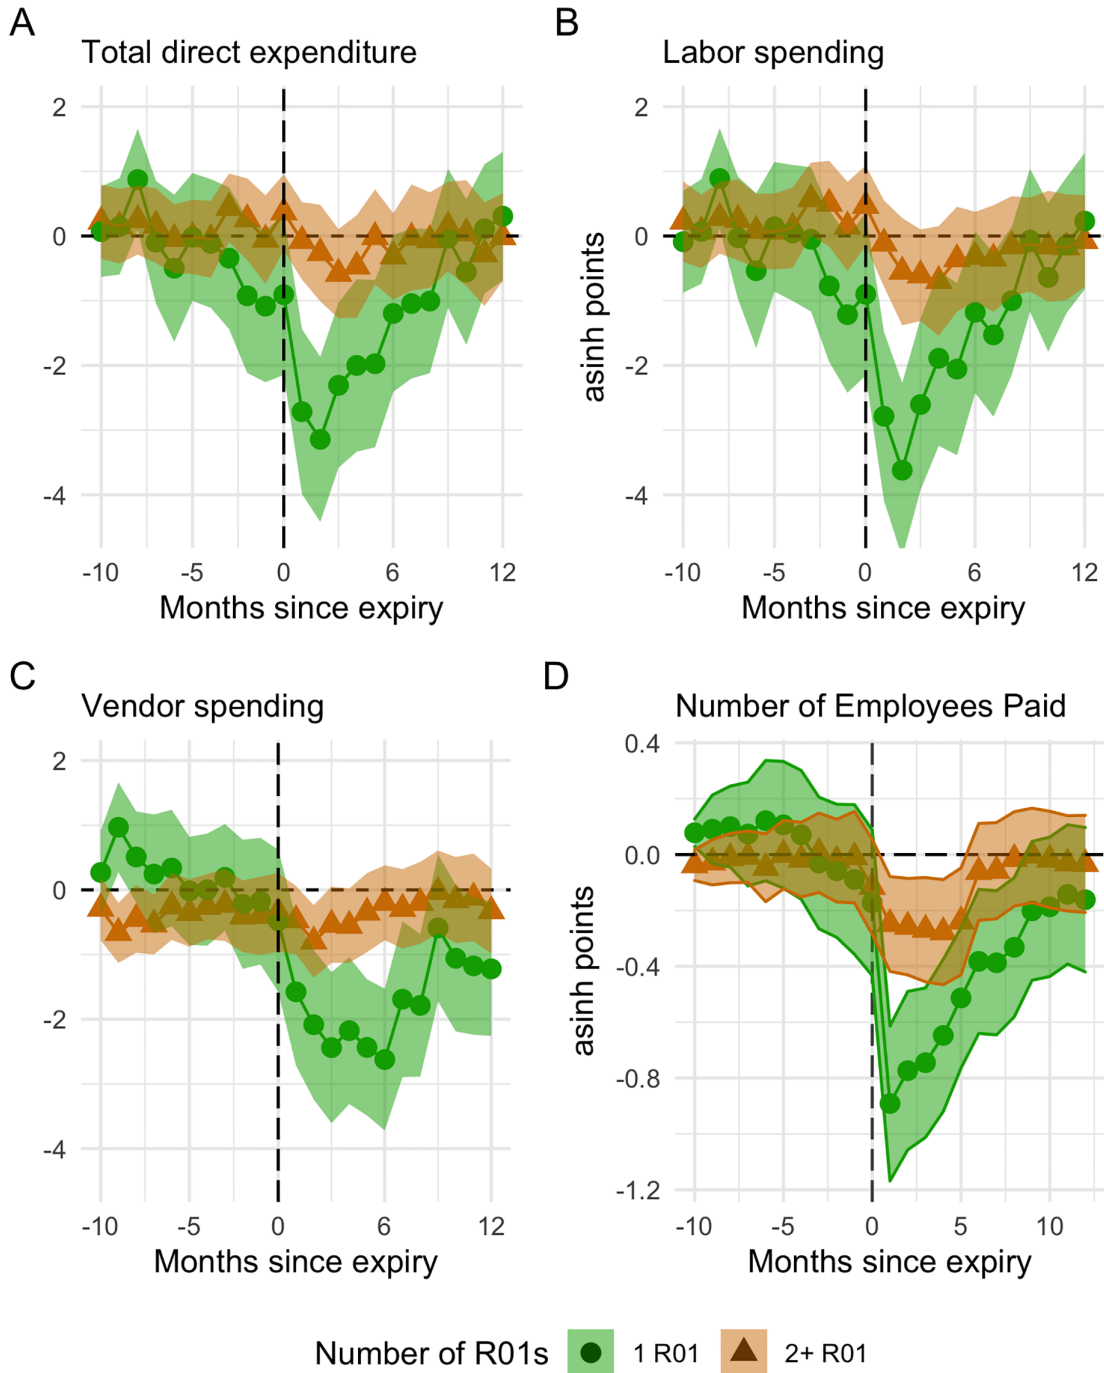 A
Total direct expenditure
2
0
-2
-4
-10
-5
0
6
12
Months since expiry
B
Labor spending
asinh points
2
0
-2
-4
-10
-5
0
6
12
Months since expiry
C
Vendor spending
2
0
-2
-4
-10
-5
0
6
12
Months since expiry
D
Number of Employees Paid
asinh points
0.4
0.0
-0.4
-0.8
-1.2
-10
-5
0
5
10
Months since expiry
Number of R01s
1 R01
2+ R01